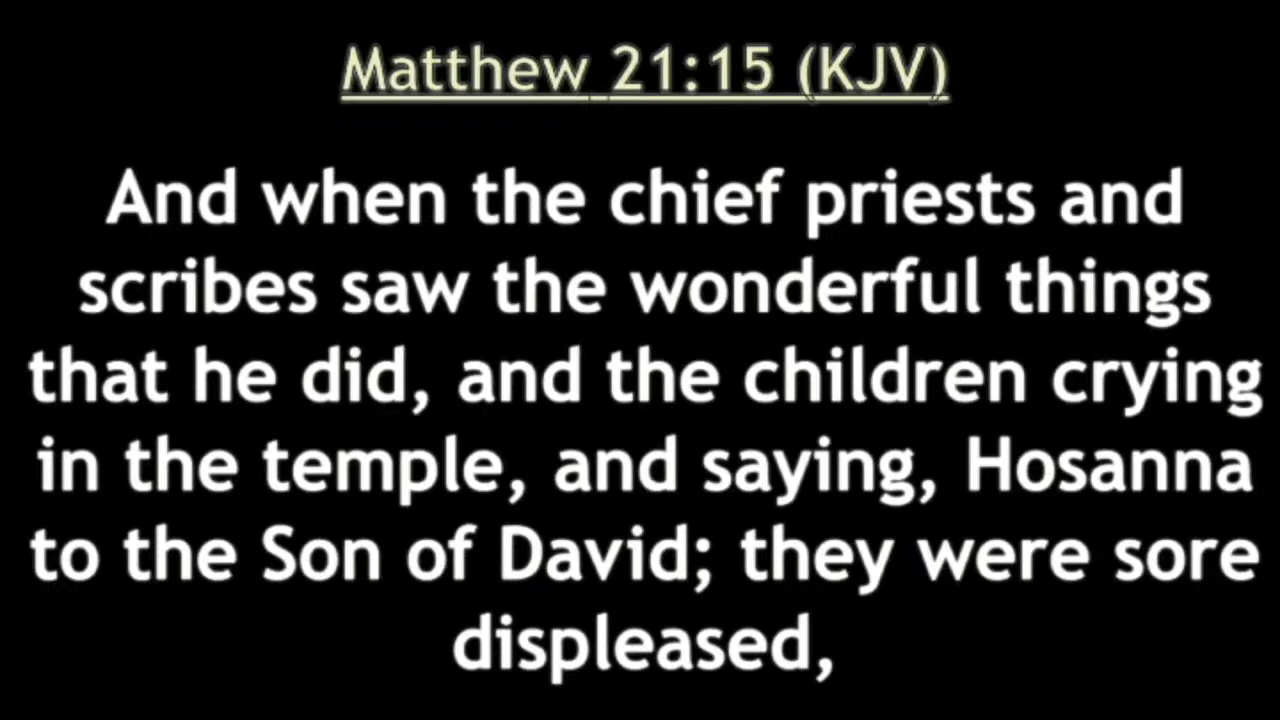 Matthew 21:15 (KJV)
And when the chief priests and
scribes saw the wonderful things
that he did, and the children crying
in the temple, and saying, Hosanna
to the Son of David; they were sore
displeased,